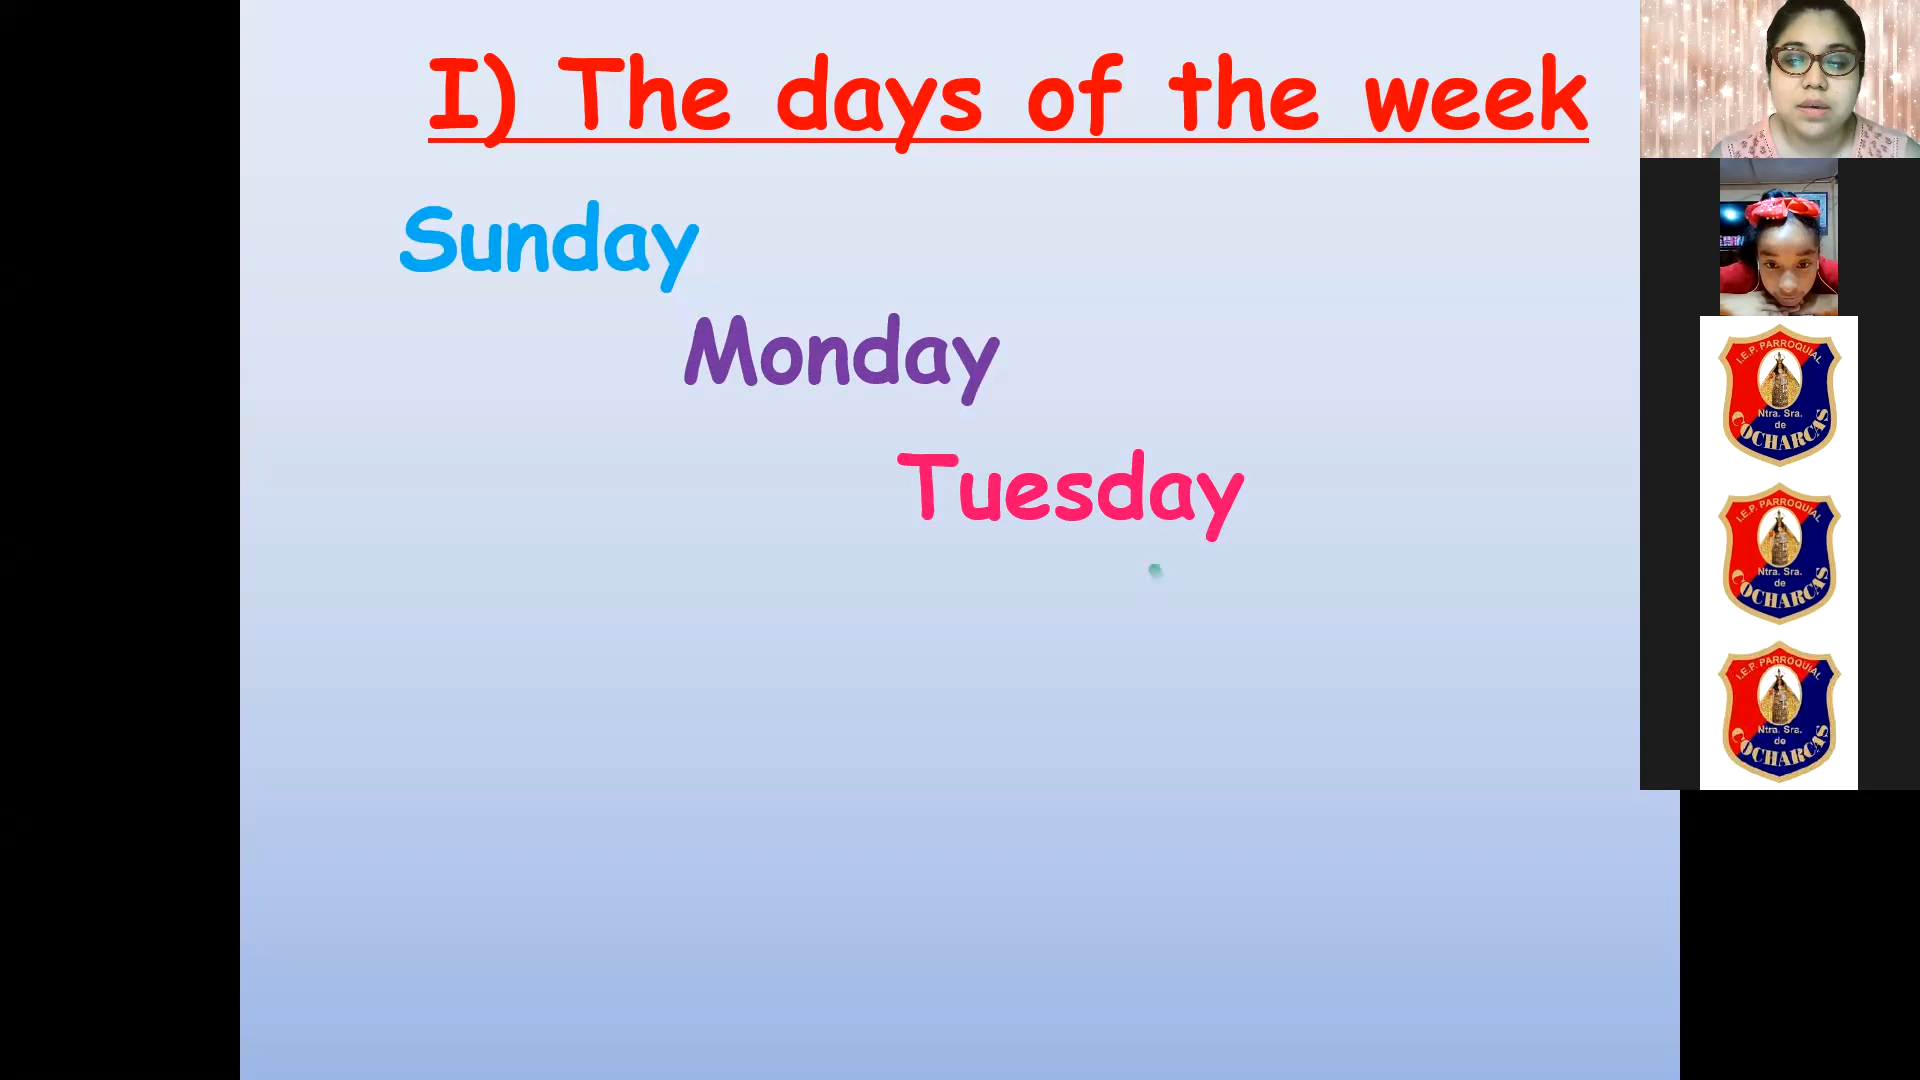 I) The days of the week
Sunday
Monday
Tuesday
I.E.P. PARROQUIAL
Ntra. Sra.
de
COCHARCAS
I.E.P. PARROQUIAL
Ntra. Sra.
de
COCHARCAS
I.E.P. PARROQUIAL
Ntra. Sra.
de
COCHARCAS